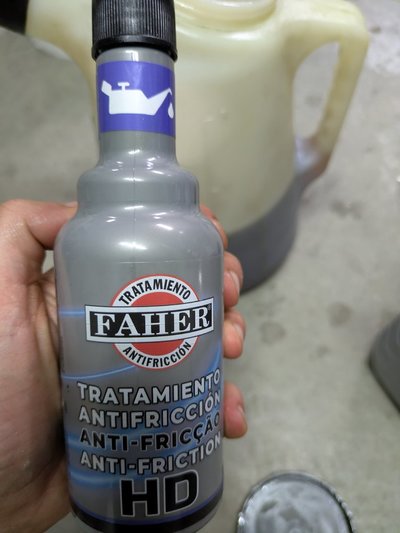 TRATAMIENTO
FAHER
ANTIFRICCIÓN
TRATAMIENTO
ANTIFRICCIÓN
ANTI-FRICÇÃO
ANTI-FRICTION
HD